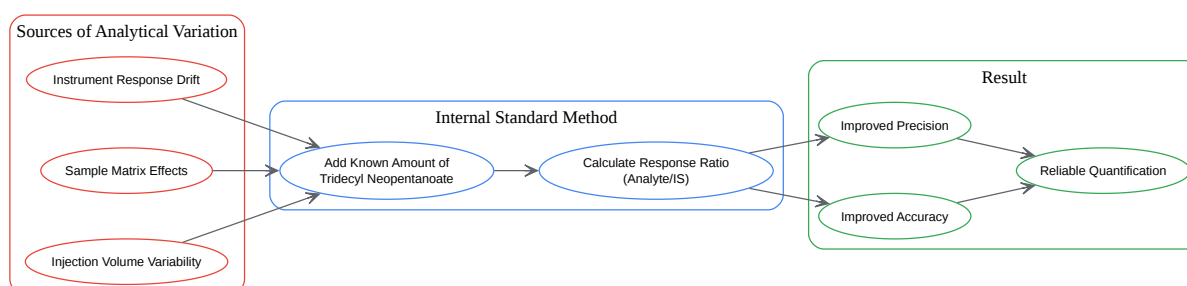 Sources of Analytical Variation
Instrument Response Drift
Sample Matrix Effects
Injection Volume Variability
Internal Standard Method
Add Known Amount of
Tridecyl Neopentanoate
Calculate Response Ratio
(Analyte/IS)
Result
Improved Precision
Improved Accuracy
Reliable Quantification